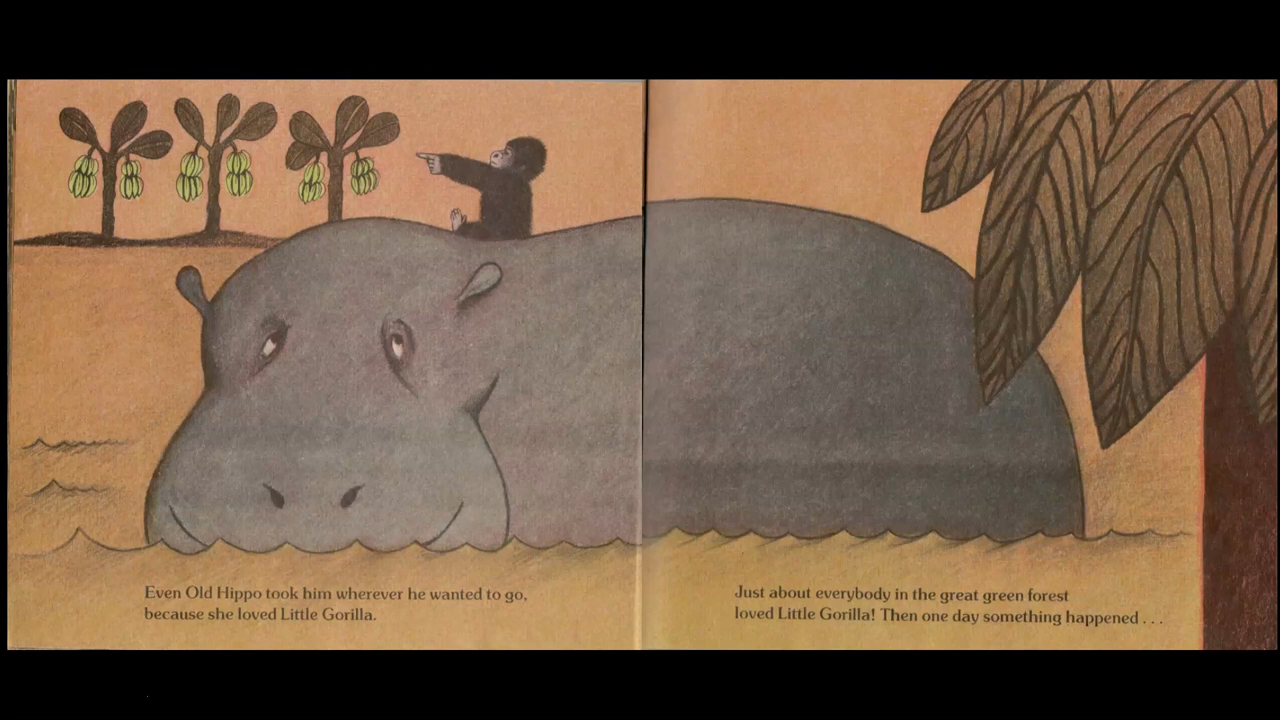 Even Old Hippo took him wherever he wanted to go,
because she loved Little Gorilla.
Just about everybody in the great green forest
loved Little Gorilla! Then one day something happened . . .